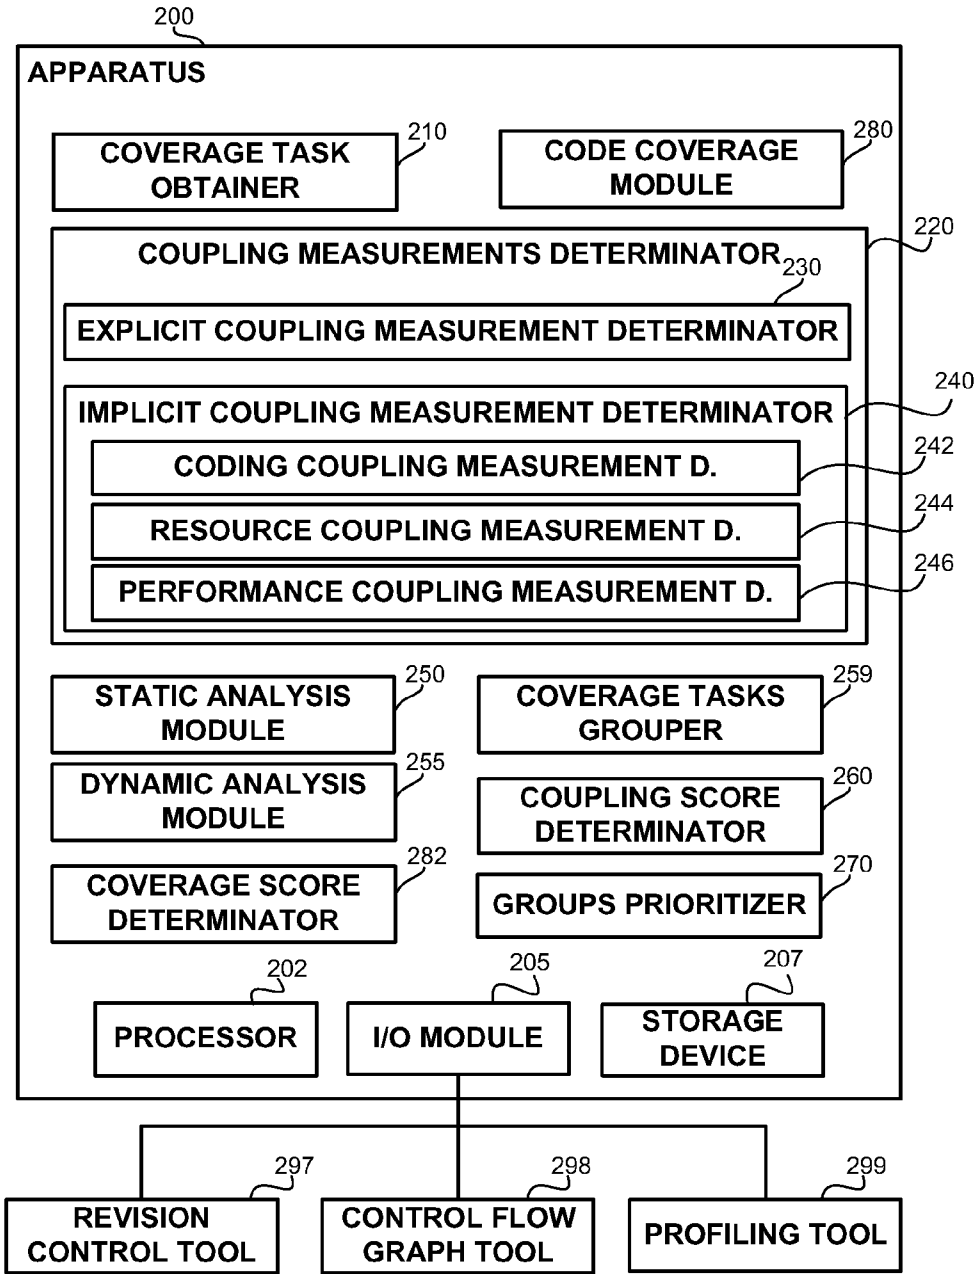 200
APPARATUS
210
COVERAGE TASK
OBTAINER
280
CODE COVERAGE
MODULE
220
COUPLING MEASUREMENTS DETERMINATOR
230
EXPLICIT COUPLING MEASUREMENT DETERMINATOR
240
IMPLICIT COUPLING MEASUREMENT DETERMINATOR
242
CODING COUPLING MEASUREMENT D.
244
RESOURCE COUPLING MEASUREMENT D.
246
PERFORMANCE COUPLING MEASUREMENT D.
250
STATIC ANALYSIS
MODULE
259
COVERAGE TASKS
GROUPER
255
DYNAMIC ANALYSIS
MODULE
260
COUPLING SCORE
DETERMINATOR
282
COVERAGE SCORE
DETERMINATOR
270
GROUPS PRIORITIZER
202
PROCESSOR
205
I/O MODULE
207
STORAGE
DEVICE
297
REVISION
CONTROL TOOL
298
CONTROL FLOW
GRAPH TOOL
299
PROFILING TOOL